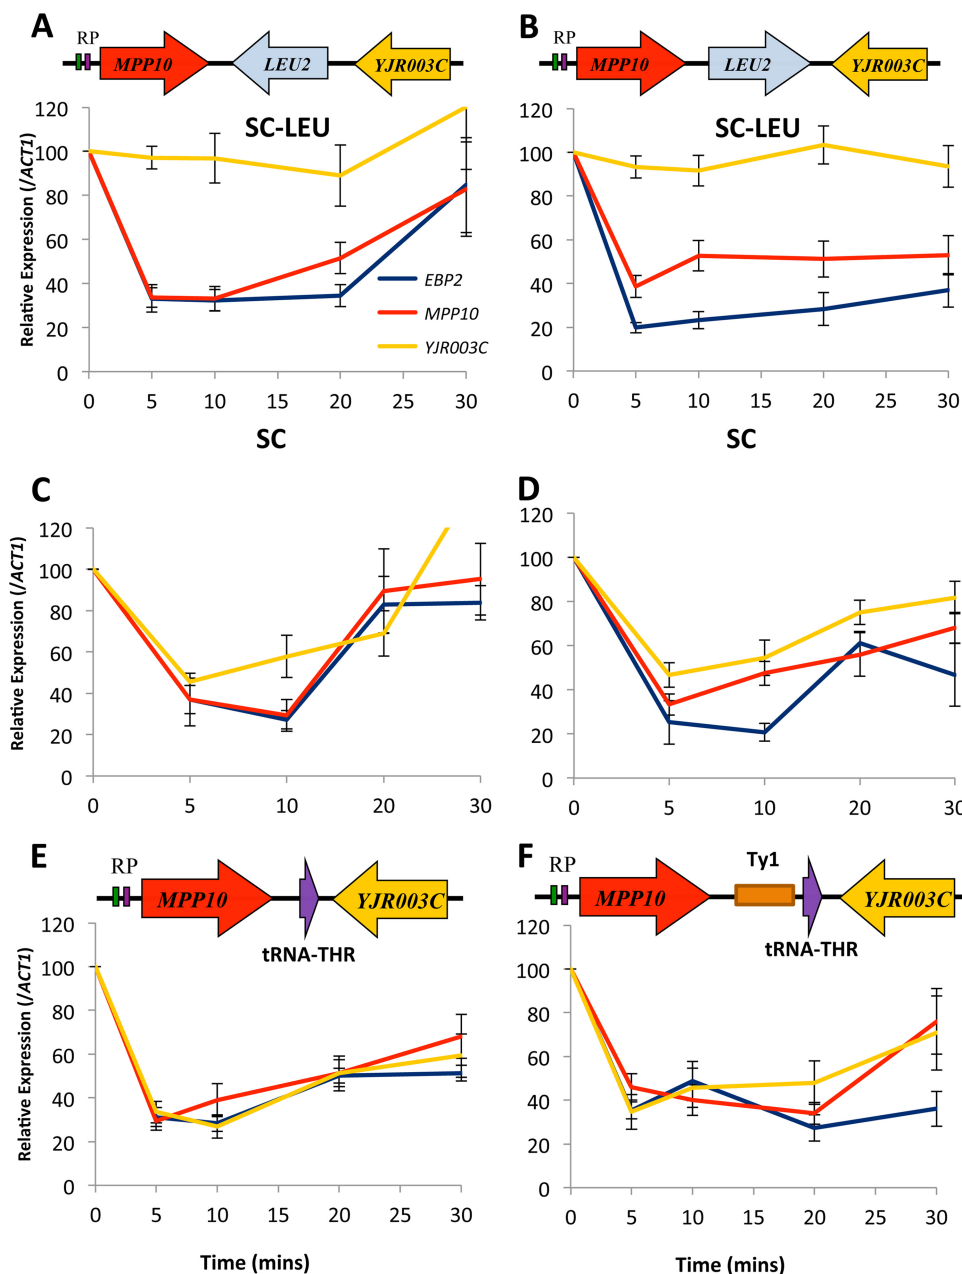 A
RP
MPP10
LEU2
YJR003C
SC-LEU
Relative Expression (/ACT1)
120
100
80
60
40
20
0
EBP2
MPP10
YJR003C
0 5 10 15 20 25 30
SC
B
RP
MPP10
LEU2
YJR003C
SC-LEU
120
100
80
60
40
20
0
0 5 10 15 20 25 30
SC
C
Relative Expression (/ACT1)
120
100
80
60
40
20
0
0 5 10 20 30
D
120
100
80
60
40
20
0
0 5 10 20 30
E
RP
MPP10
YJR003C
tRNA-THR
Relative Expression (/ACT1)
120
100
80
60
40
20
0
0 5 10 15 20 25 30
Time (mins)
F
RP
MPP10
Ty1
YJR003C
tRNA-THR
120
100
80
60
40
20
0
0 5 10 15 20 25 30
Time (mins)